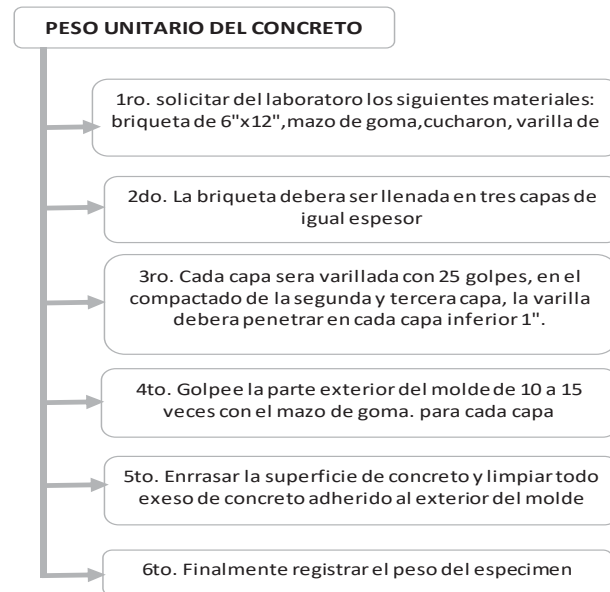 PESO UNITARIO DEL CONCRETO
1ro. solicitar del laboratoro los siguientes materiales:
briqueta de 6"x12",mazo de goma,cucharon, varilla de
2do. La briqueta debera ser llenada en tres capas de
igual espesor
3ro. Cada capa sera varillada con 25 golpes, en el
compactado de la segunda y tercera capa, la varilla
debera penetrar en cada capa inferior 1".
4to. Golpee la parte exterior del molde de 10 a 15
veces con el mazo de goma. para cada capa
5to. Enrrasar la superficie de concreto y limpiar todo
exeso de concreto adherido al exterior del molde
6to. Finalmente registrar el peso del especimen